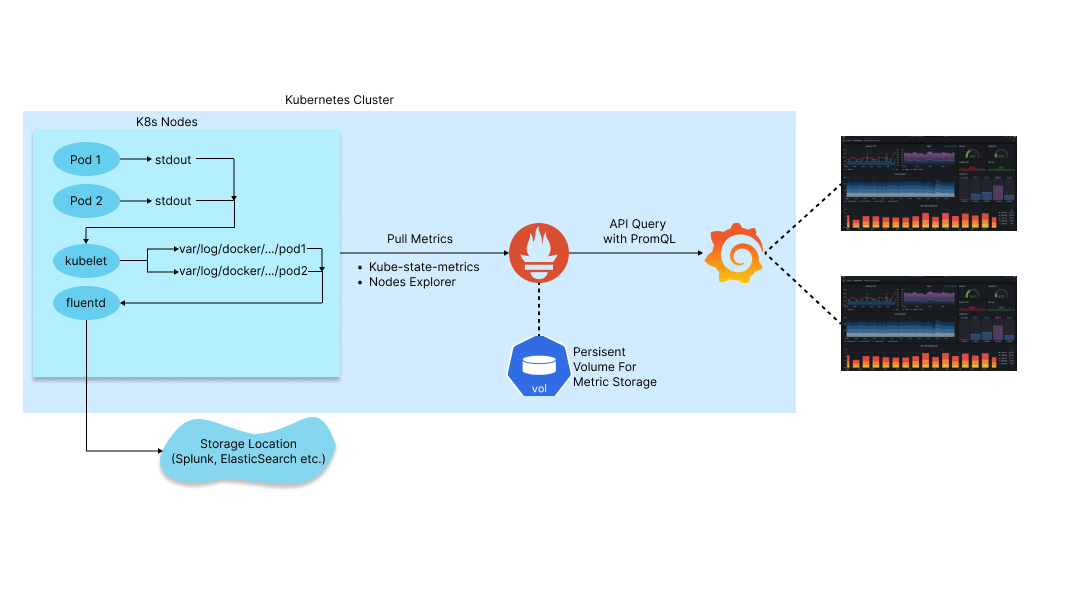 Kubernetes Cluster
K8s Nodes
Pod 1
stdout
Pod 2
stdout
kubelet
var/log/docker/.../pod1
var/log/docker/.../pod2
fluentd
Pull Metrics
• Kube-state-metrics
• Nodes Explorer
API Query
with PromQL
vol
Persisent
Volume For
Metric Storage
Storage Location
(Splunk, ElasticSearch etc.)